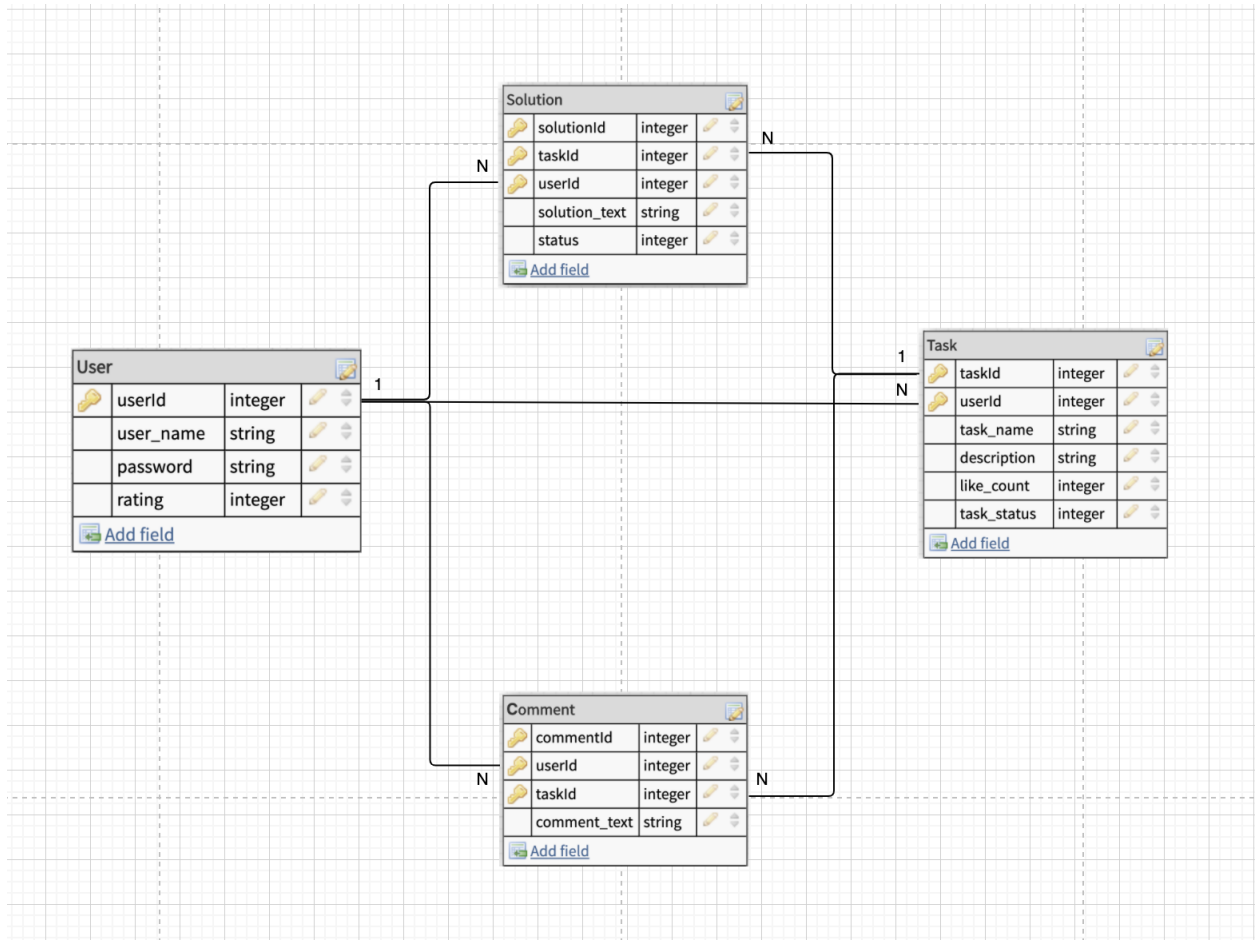 Solution
solutionId integer
taskId integer
userId integer
solution_text string
status integer
Add field
N
N
User
userId integer
user_name string
password string
rating integer
Add field
1
1
N
Task
taskId integer
userId integer
task_name string
description string
like_count integer
task_status integer
Add field
Comment
commentId integer
userId integer
taskId integer
comment_text string
Add field
N
N